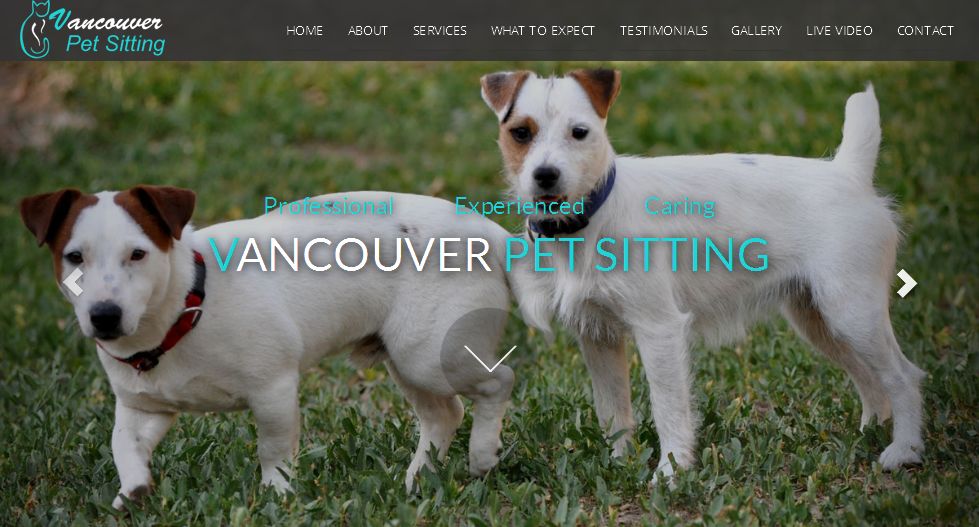 Vancouver
Pet Sitting
HOME ABOUT SERVICES WHAT TO EXPECT TESTIMONIALS GALLERY LIVE VIDEO CONTACT
Professional Experienced Caring
VANCOUVER PET SITTING